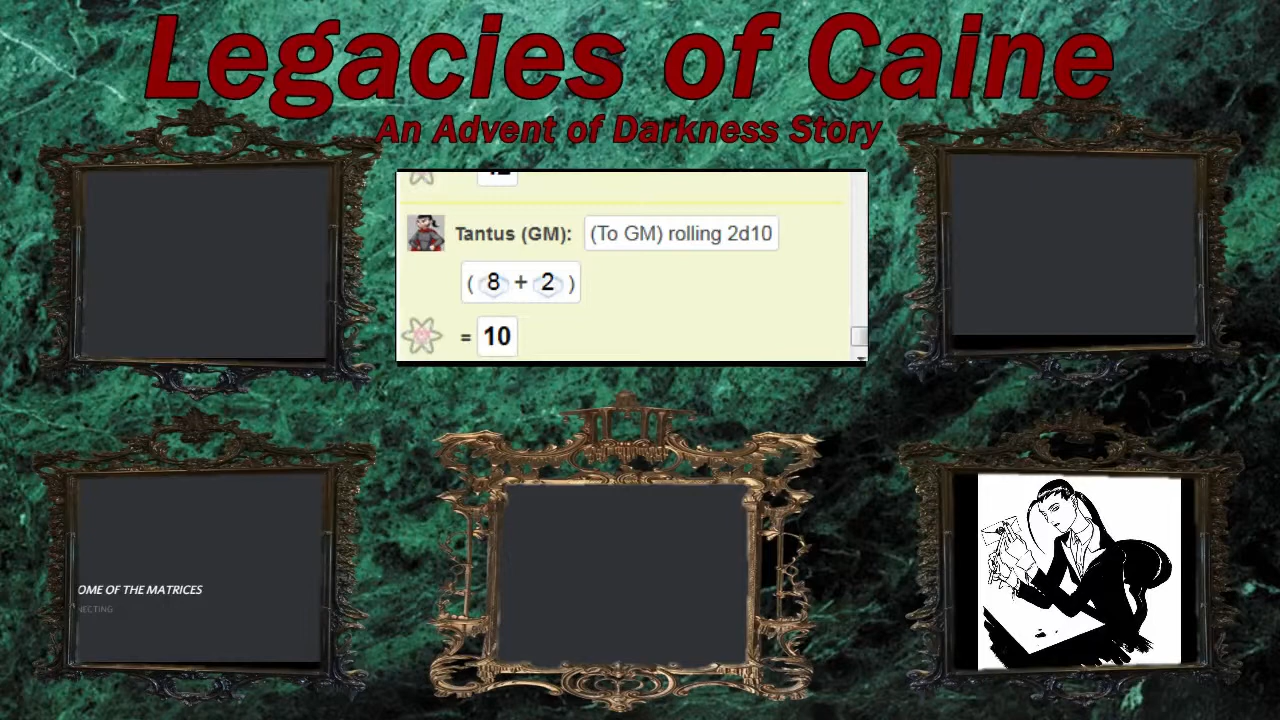 Legacies of Caine
An Advent of Darkness Story
Tantus (GM): (To GM) rolling 2d10
( 8 + 2 )
= 10
OME OF THE MATRICES
NECTING